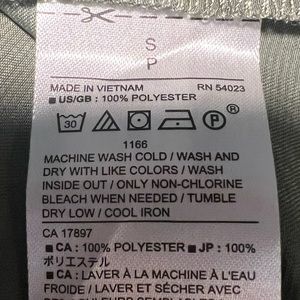 S
P
MADE IN VIETNAM RN 54023
■ US/GB : 100% POLYESTER
30 P
1166
MACHINE WASH COLD / WASH AND
DRY WITH LIKE COLORS / WASH
INSIDE OUT / ONLY NON-CHLORINE
BLEACH WHEN NEEDED / TUMBLE
DRY LOW / COOL IRON
CA 17897
■ CA : 100% POLYESTER ■ JP : 100%
ポリエステル
■ CA : LAVER À LA MACHINE À L'EAU
FROIDE / LAVER ET SÉCHER AVEC